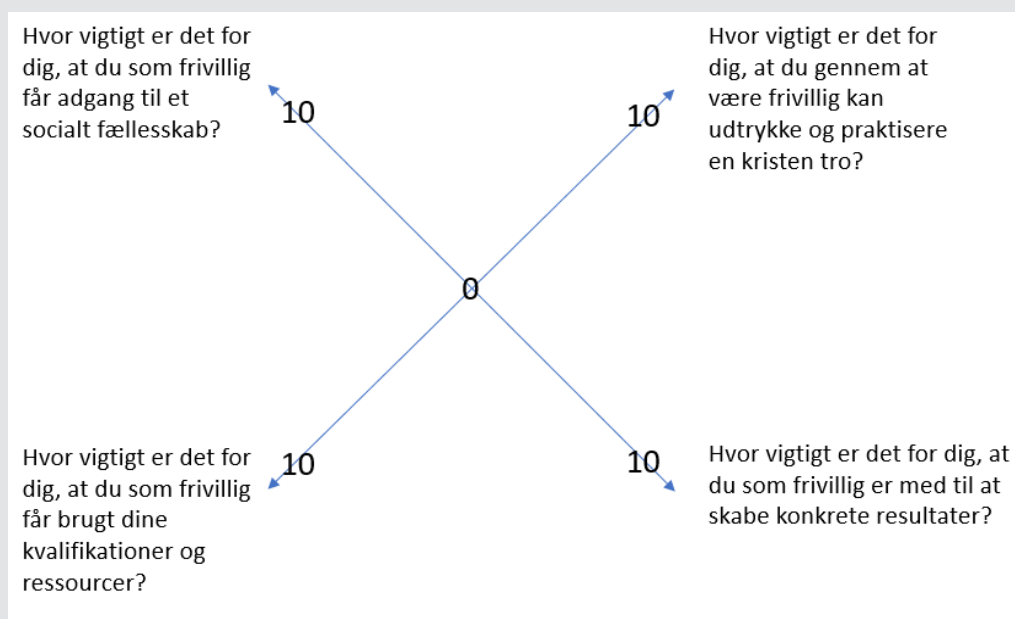 Hvor vigtigt er det for
dig, at du som frivillig
får adgang til et
socialt fællesskab?
10
Hvor vigtigt er det for
dig, at du gennem at
være frivillig kan
udtrykke og praktisere
en kristen tro?
10
0
Hvor vigtigt er det for
dig, at du som frivillig
får brugt dine
kvalifikationer og
ressourcer?
10
10
Hvor vigtigt er det for dig, at
du som frivillig er med til at
skabe konkrete resultater?